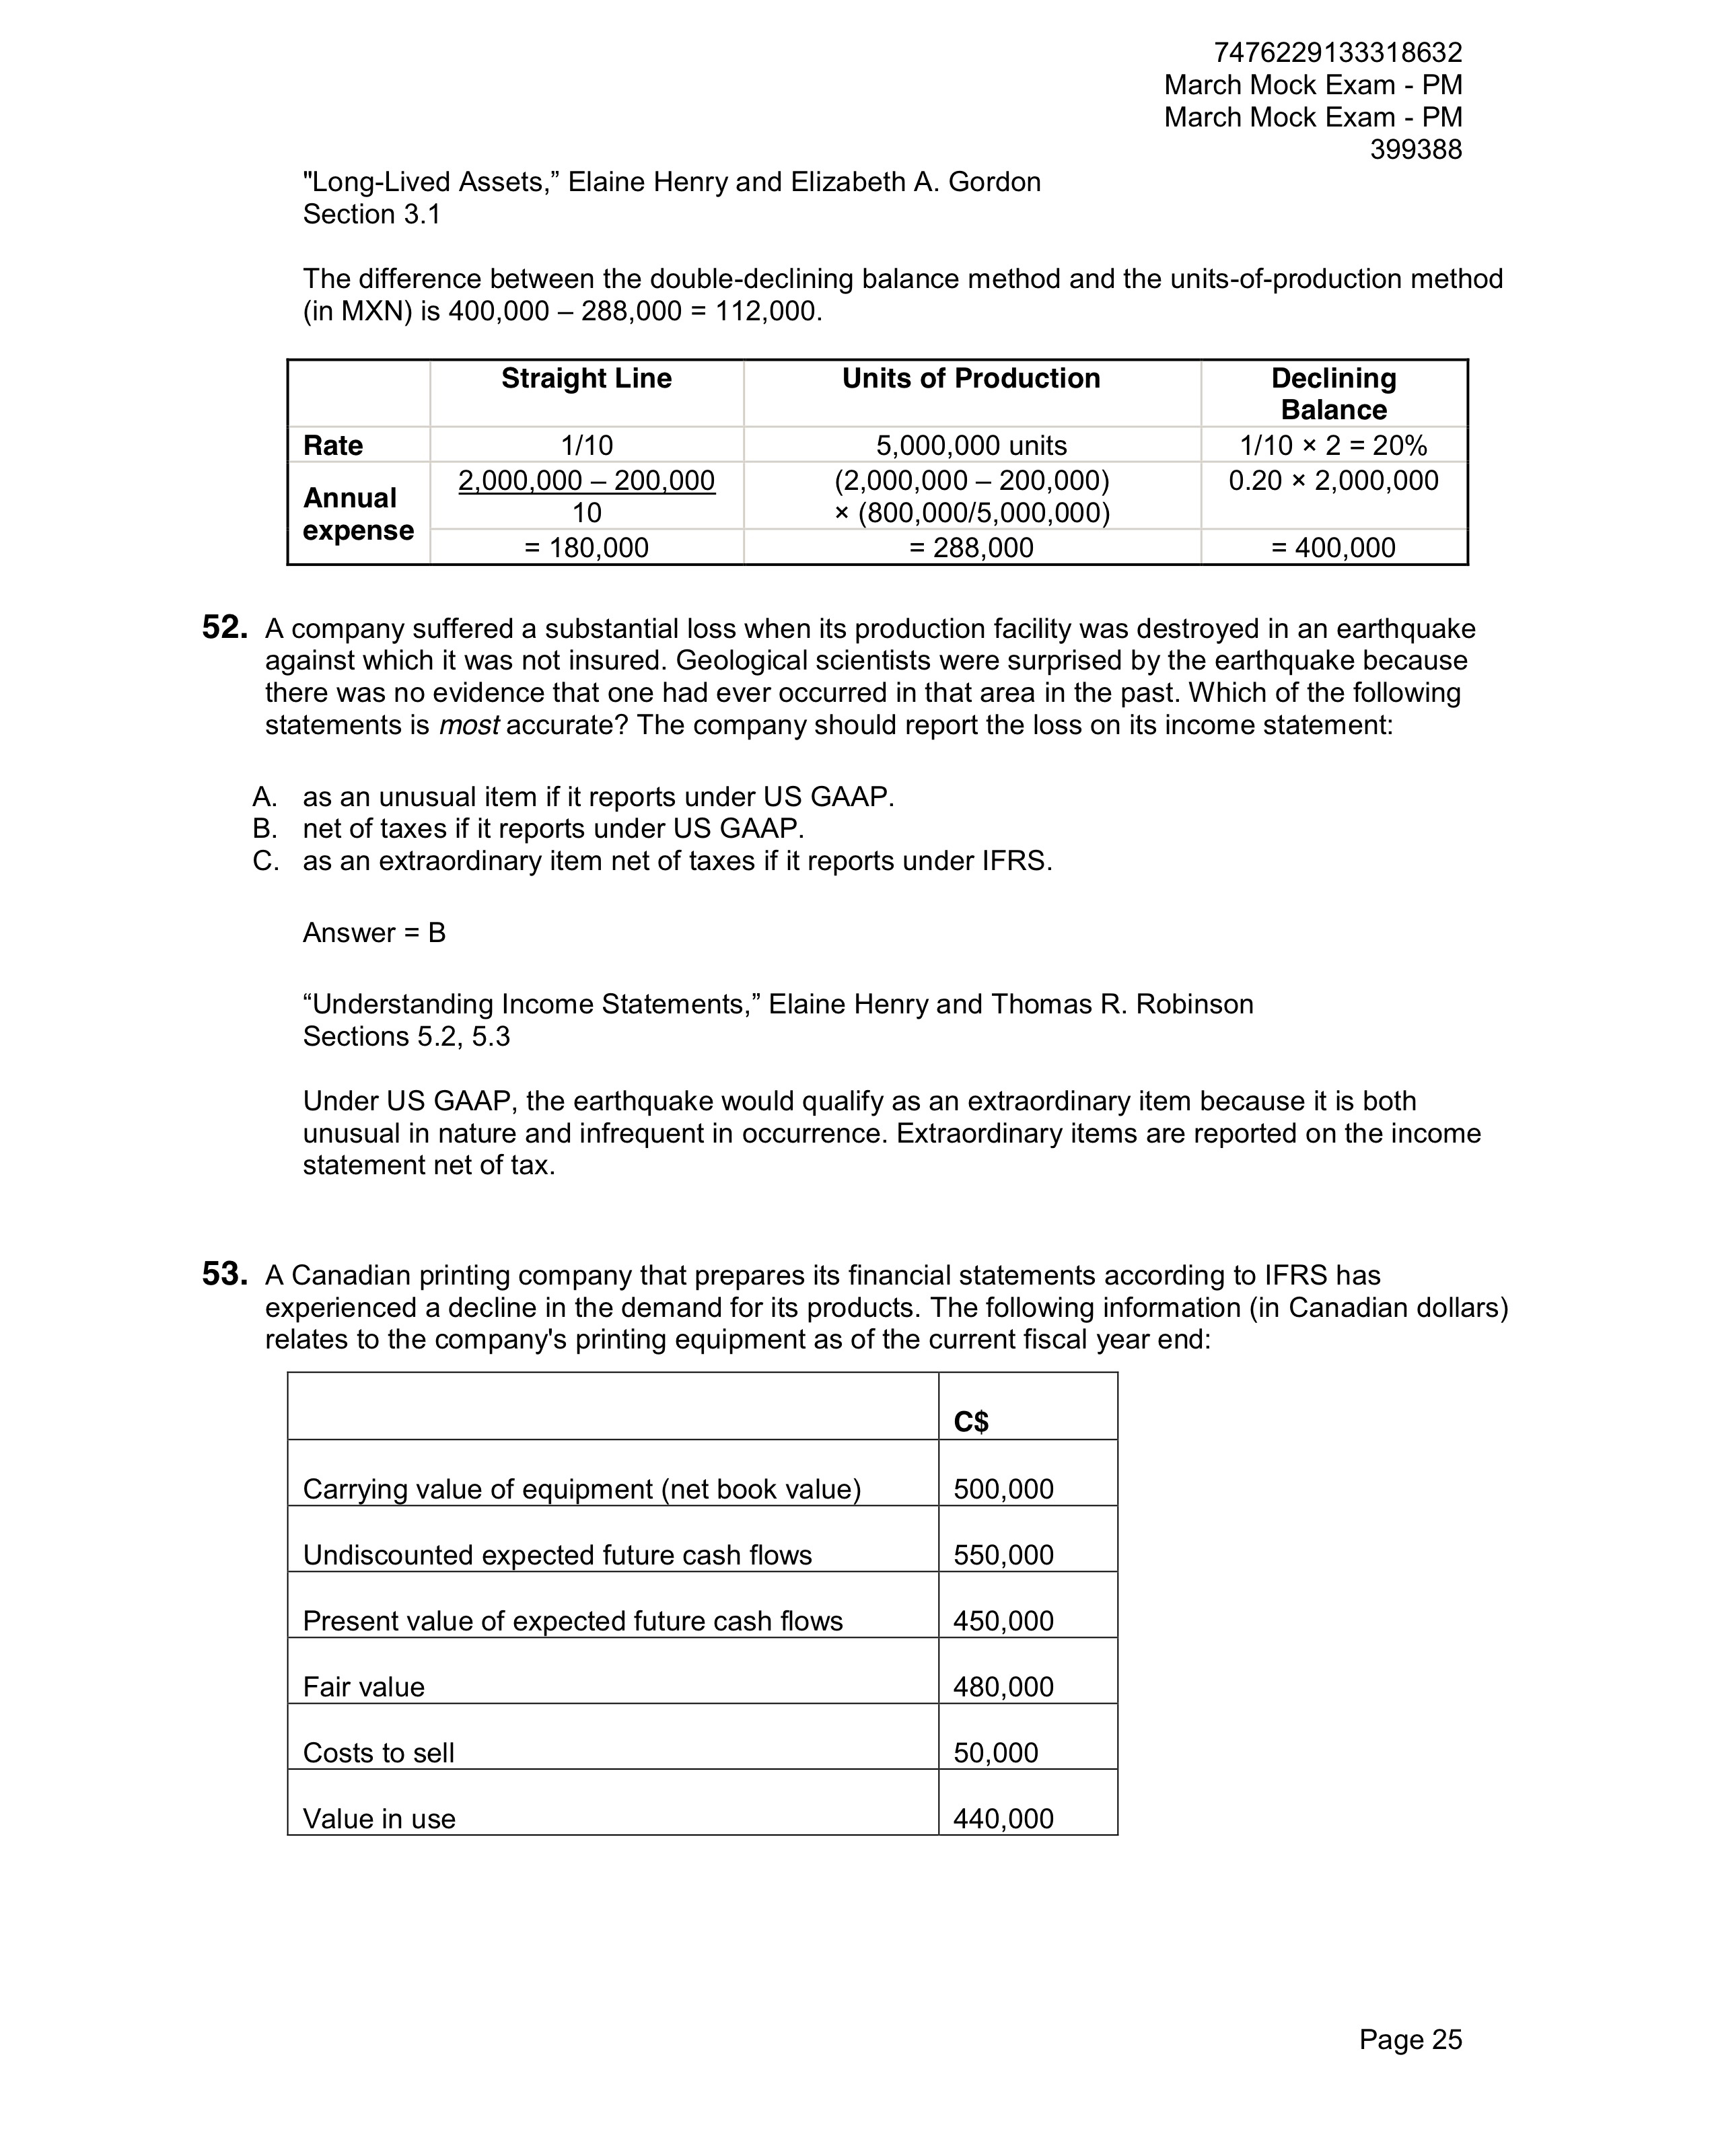 7476229133318632
March Mock Exam - PM
March Mock Exam - PM
399388
"Long-Lived Assets,” Elaine Henry and Elizabeth A. Gordon
Section 3.1
The difference between the double-declining balance method and the units-of-production method
(in MXN) is 400,000 – 288,000 = 112,000.
Straight Line Units of Production Declining
Balance
Rate 1/10 5,000,000 units 1/10 × 2 = 20%
Annual
expense
2,000,000 – 200,000
10
(2,000,000 – 200,000)
× (800,000/5,000,000)
0.20 × 2,000,000
= 180,000 = 288,000 = 400,000
52. A company suffered a substantial loss when its production facility was destroyed in an earthquake
against which it was not insured. Geological scientists were surprised by the earthquake because
there was no evidence that one had ever occurred in that area in the past. Which of the following
statements is most accurate? The company should report the loss on its income statement:
A. as an unusual item if it reports under US GAAP.
B. net of taxes if it reports under US GAAP.
C. as an extraordinary item net of taxes if it reports under IFRS.
Answer = B
“Understanding Income Statements,” Elaine Henry and Thomas R. Robinson
Sections 5.2, 5.3
Under US GAAP, the earthquake would qualify as an extraordinary item because it is both
unusual in nature and infrequent in occurrence. Extraordinary items are reported on the income
statement net of tax.
53. A Canadian printing company that prepares its financial statements according to IFRS has
experienced a decline in the demand for its products. The following information (in Canadian dollars)
relates to the company's printing equipment as of the current fiscal year end:
C$
Carrying value of equipment (net book value) 500,000
Undiscounted expected future cash flows 550,000
Present value of expected future cash flows 450,000
Fair value 480,000
Costs to sell 50,000
Value in use 440,000
Page 25